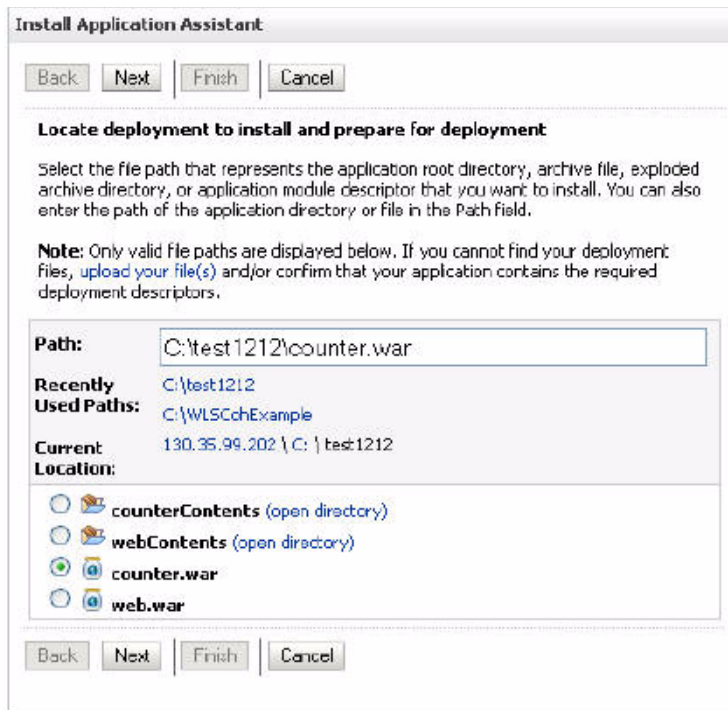 Install Application Assistant
Back Next Finish Cancel
Locate deployment to install and prepare for deployment
Select the file path that represents the application root directory, archive file, exploded
archive directory, or application module descriptor that you want to install. You can also
enter the path of the application directory or file in the Path field.
Note: Only valid file paths are displayed below. If you cannot find your deployment
files, upload your file(s) and/or confirm that your application contains the required
deployment descriptors.
Path: C:\test1212\counter.war
Recently Used Paths: C:\test1212
C:\WLSCohExample
Current Location: 130.35.99.202 \ C: \ test1212
counterContents (open directory)
webContents (open directory)
counter.war
web.war
Back Next Finish Cancel